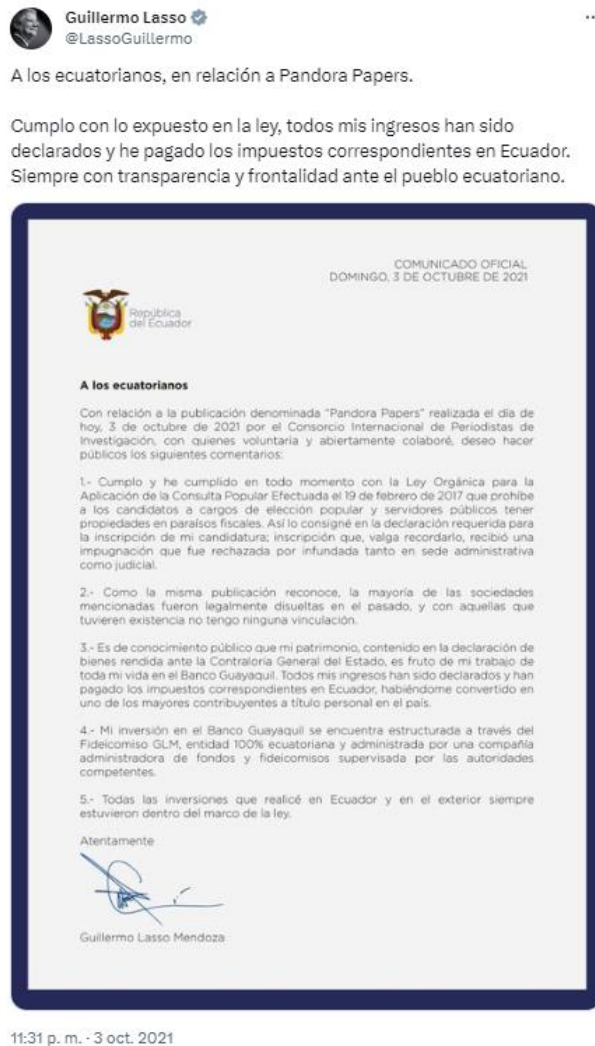 Guillermo Lasso
@LassoGuillermo
A los ecuatorianos, en relación a Pandora Papers.
Cumplo con lo expuesto en la ley, todos mis ingresos han sido
declarados y he pagado los impuestos correspondientes en Ecuador.
Siempre con transparencia y frontalidad ante el pueblo ecuatoriano.
COMUNICADO OFICIAL
DOMINGO, 3 DE OCTUBRE DE 2021
República
del Ecuador
A los ecuatorianos
Con relación a la publicación denominada "Pandora Papers" realizada el día de
hoy, 3 de octubre de 2021 por el Consorcio Internacional de Periodistas de
Investigación, con quienes voluntaria y abiertamente colaboré, deseo hacer
públicos los siguientes comentarios:
1.- Cumplo y he cumplido en todo momento con la Ley Orgánica para la
Aplicación de la Consulta Popular Efectuada el 19 de febrero de 2017 que prohíbe
a los candidatos a cargos de elección popular y servidores públicos tener
propiedades en paraísos fiscales. Así lo consigné en la declaración requerida para
la inscripción de mi candidatura; inscripción que, valga recordarlo, recibió una
impugnación que fue rechazada por infundada tanto en sede administrativa
como judicial.
2.- Como la misma publicación reconoce, la mayoría de las sociedades
mencionadas fueron legalmente disueltas en el pasado, y con aquellas que
tuvieren existencia no tengo ninguna vinculación.
3.- Es de conocimiento público que mi patrimonio, contenido en la declaración de
bienes rendida ante la Contraloría General del Estado, es fruto de mi trabajo de
toda mi vida en el Banco Guayaquil. Todos mis ingresos han sido declarados y han
pagado los impuestos correspondientes en Ecuador, habiéndome convertido en
uno de los mayores contribuyentes a título personal en el país.
4.- Mi inversión en el Banco Guayaquil se encuentra estructurada a través del
Fideicomiso GLM, entidad 100% ecuatoriana y administrada por una compañía
administradora de fondos y fideicomisos supervisada por las autoridades
competentes.
5.- Todas las inversiones que realicé en Ecuador y en el exterior siempre
estuvieron dentro del marco de la ley.
Atentamente
Guillermo Lasso Mendoza
11:31 p. m. · 3 oct. 2021